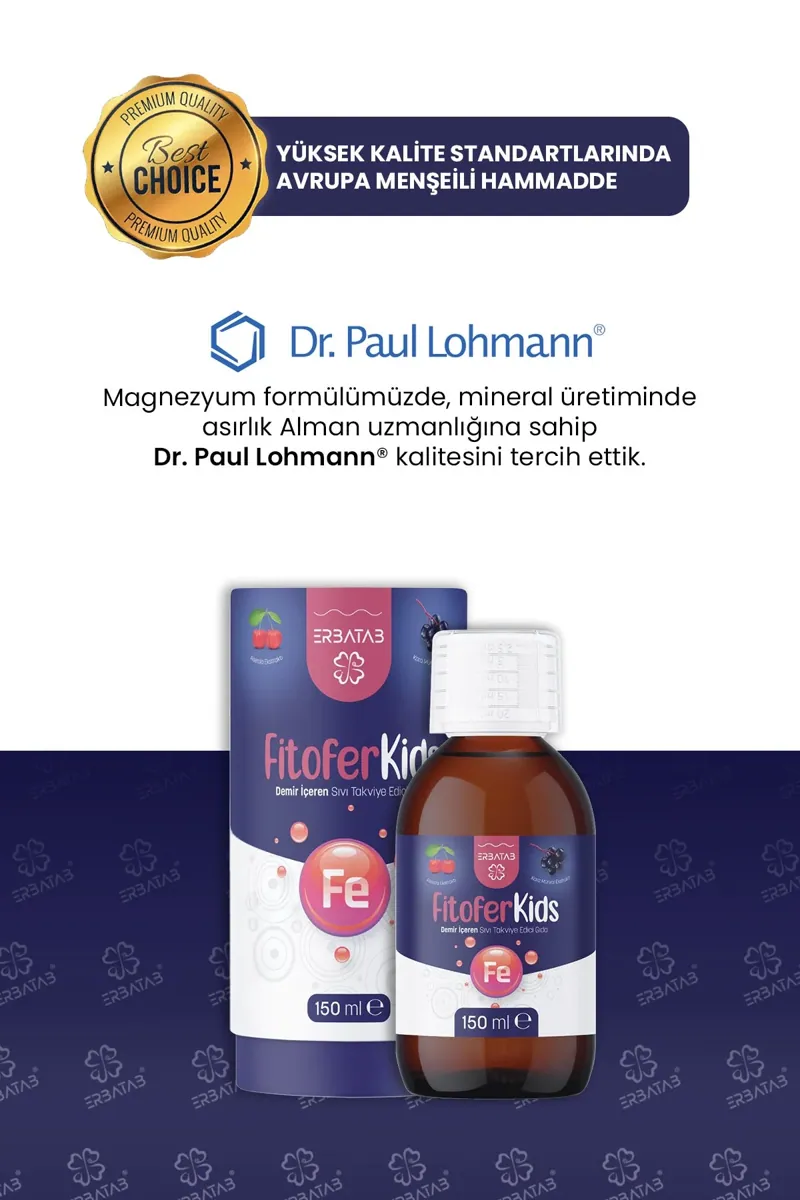 PREMIUM QUALITY
Best
CHOICE
PREMIUM QUALITY
YÜKSEK KALİTE STANDARTLARINDA
AVRUPA MENŞEİLİ HAMMADDE
Dr. Paul Lohmann®
Magnezyum formülümüzde, mineral üretiminde
asırlık Alman uzmanlığına sahip
Dr. Paul Lohmann® kalitesini tercih ettik.
ERBATAB
FitoferKids
Demir İçeren Sıvı Takviye Edici
Fe
150 ml e
ERBATAB
FitoferKids
Demir İçeren Sıvı Takviye Edici Gıda
Fe
150 ml e
ERBATAB